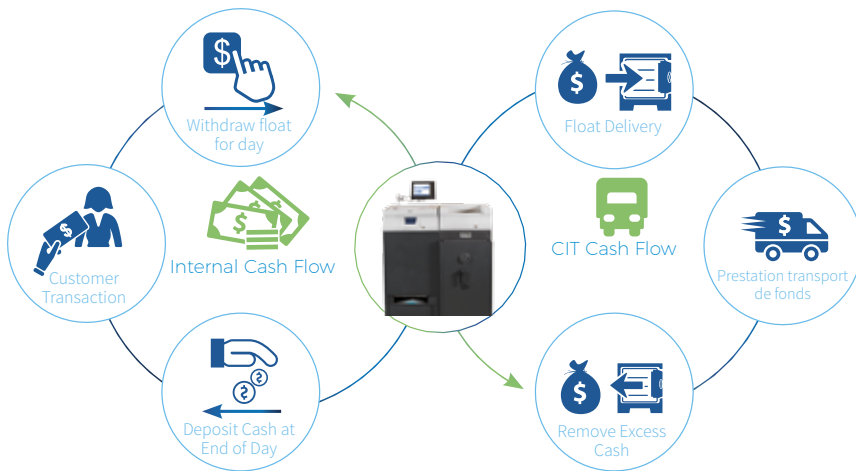 $
Withdraw float
for day
$
Float Delivery
$
Customer
Transaction
$
Internal Cash Flow
CIT Cash Flow
$
Prestation transport
de fonds
$
$
Deposit Cash at
End of Day
$
Remove Excess
Cash